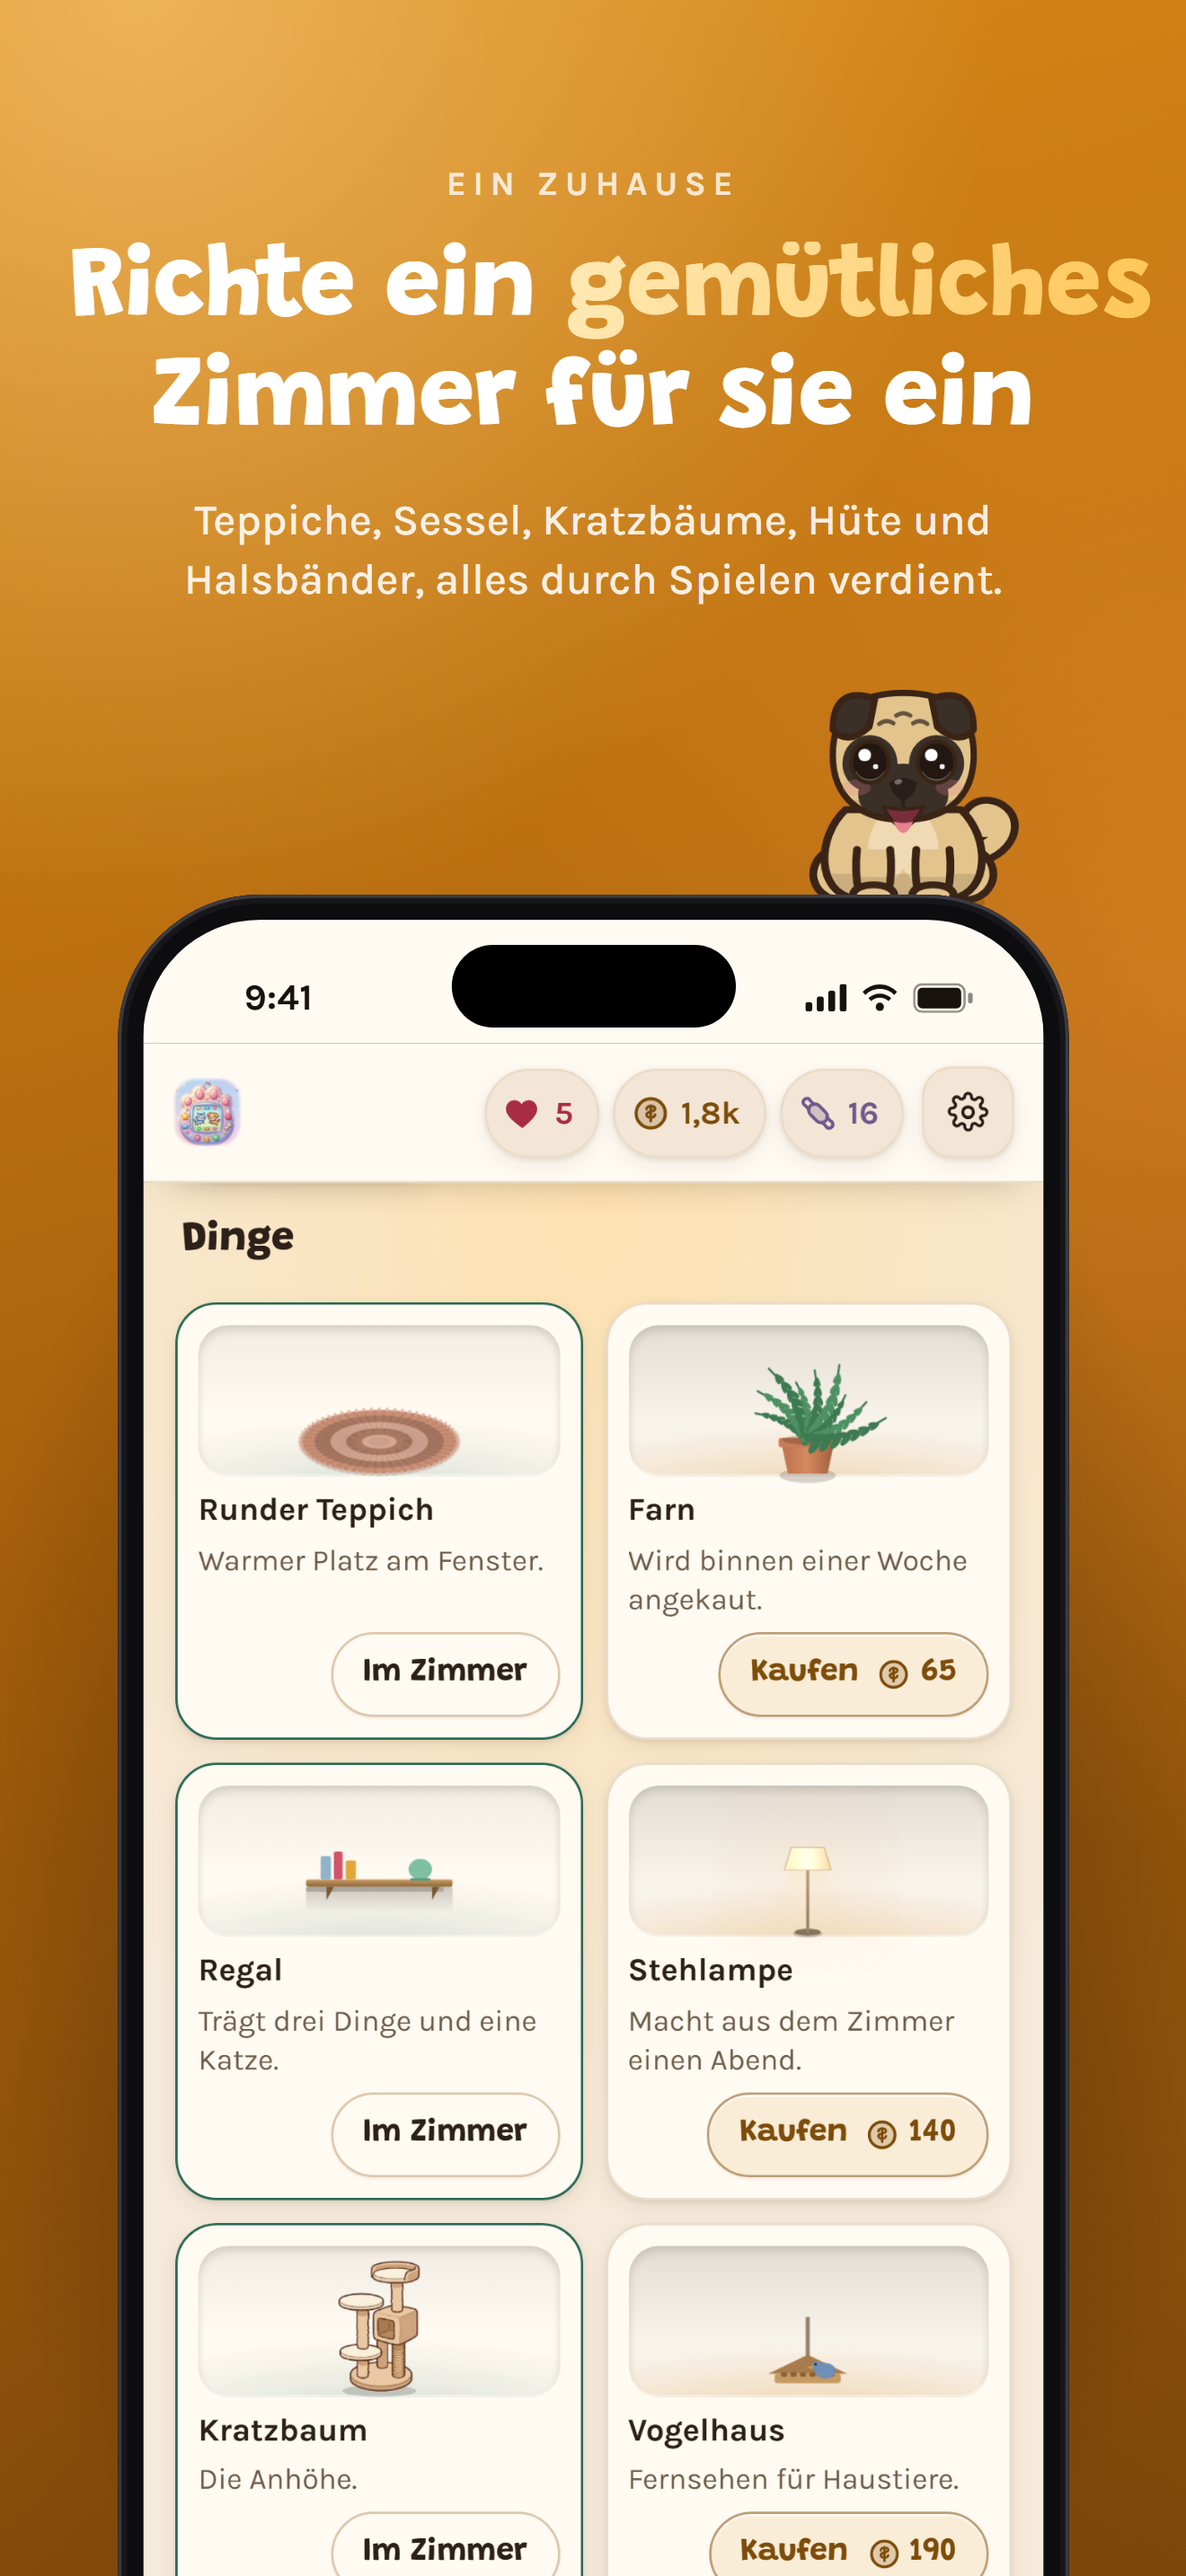 EIN ZUHAUSE
Richte ein gemütliches
Zimmer für sie ein
Teppiche, Sessel, Kratzbäume, Hüte und
Halsbänder, alles durch Spielen verdient.
9:41
5 1,8k 16
Dinge
Runder Teppich
Warmer Platz am Fenster.
Im Zimmer
Farn
Wird binnen einer Woche
angekaut.
Kaufen 65
Regal
Trägt drei Dinge und eine
Katze.
Im Zimmer
Stehlampe
Macht aus dem Zimmer
einen Abend.
Kaufen 140
Kratzbaum
Die Anhöhe.
Im Zimmer
Vogelhaus
Fernsehen für Haustiere.
Kaufen 190